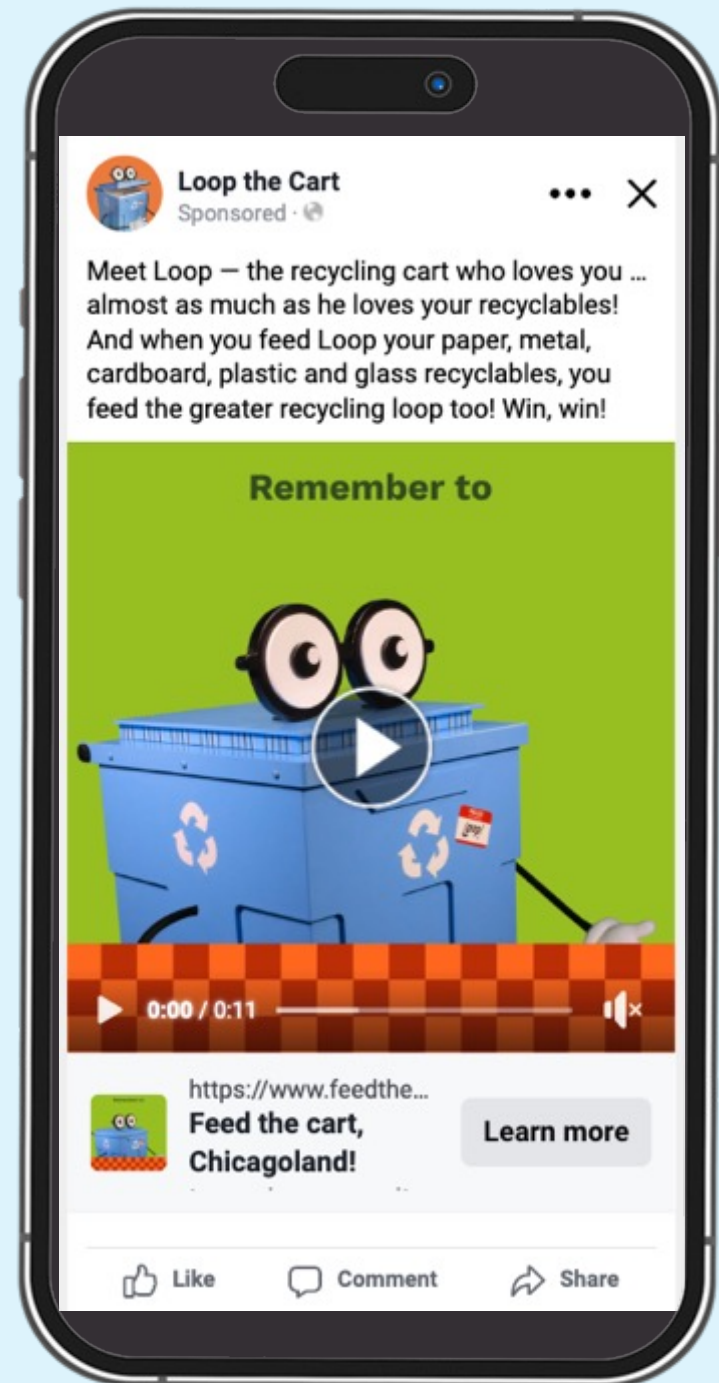 Loop the Cart
Sponsored ·
Meet Loop — the recycling cart who loves you ...
almost as much as he loves your recyclables!
And when you feed Loop your paper, metal,
cardboard, plastic and glass recyclables, you
feed the greater recycling loop too! Win, win!
Remember to
loop
0:00 / 0:11
https://www.feedthe...
Feed the cart,
Chicagoland!
Learn more
Like
Comment
Share